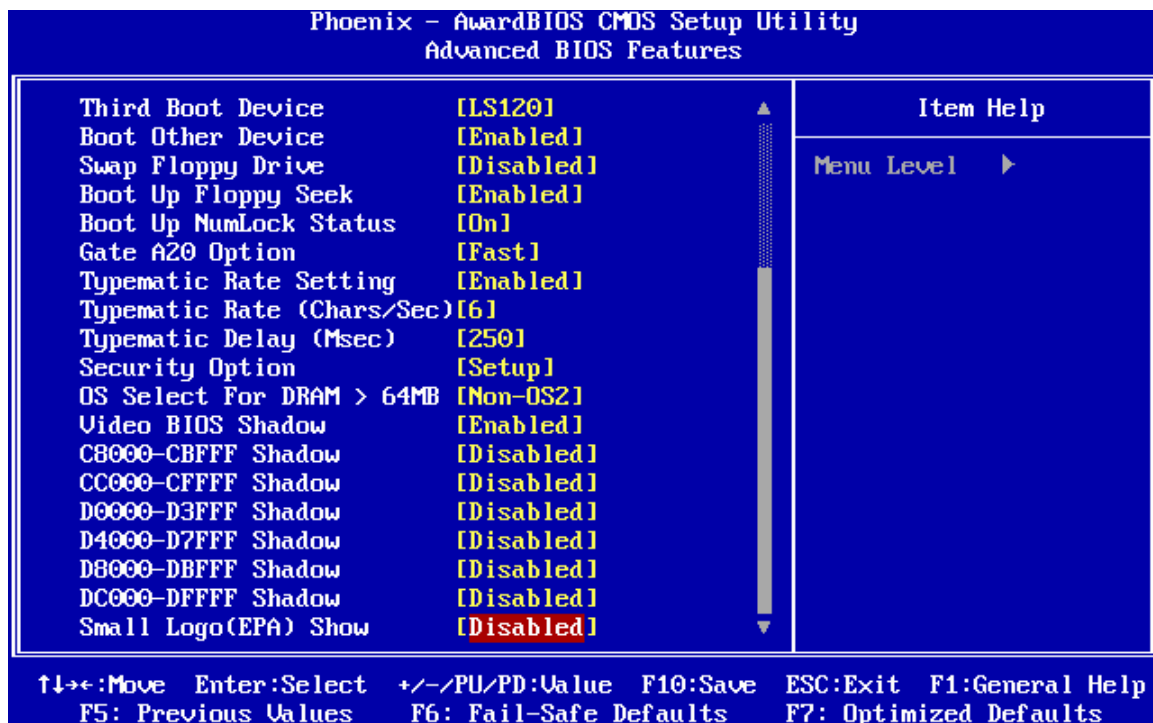 Phoenix - AwardBIOS CMOS Setup Utility
Advanced BIOS Features
Third Boot Device [LS120]
Boot Other Device [Enabled]
Swap Floppy Drive [Disabled]
Boot Up Floppy Seek [Enabled]
Boot Up NumLock Status [On]
Gate A20 Option [Fast]
Typematic Rate Setting [Enabled]
Typematic Rate (Chars/Sec)[6]
Typematic Delay (Msec) [250]
Security Option [Setup]
OS Select For DRAM > 64MB [Non-OS2]
Video BIOS Shadow [Enabled]
C8000-CBFFF Shadow [Disabled]
CC000-CFFFF Shadow [Disabled]
D0000-D3FFF Shadow [Disabled]
D4000-D7FFF Shadow [Disabled]
D8000-DBFFF Shadow [Disabled]
DC000-DFFFF Shadow [Disabled]
Small Logo(EPA) Show [Disabled]
Item Help
Menu Level ▶
↑↓→←:Move Enter:Select +/-/PU/PD:Value F10:Save ESC:Exit F1:General Help
F5: Previous Values F6: Fail-Safe Defaults F7: Optimized Defaults